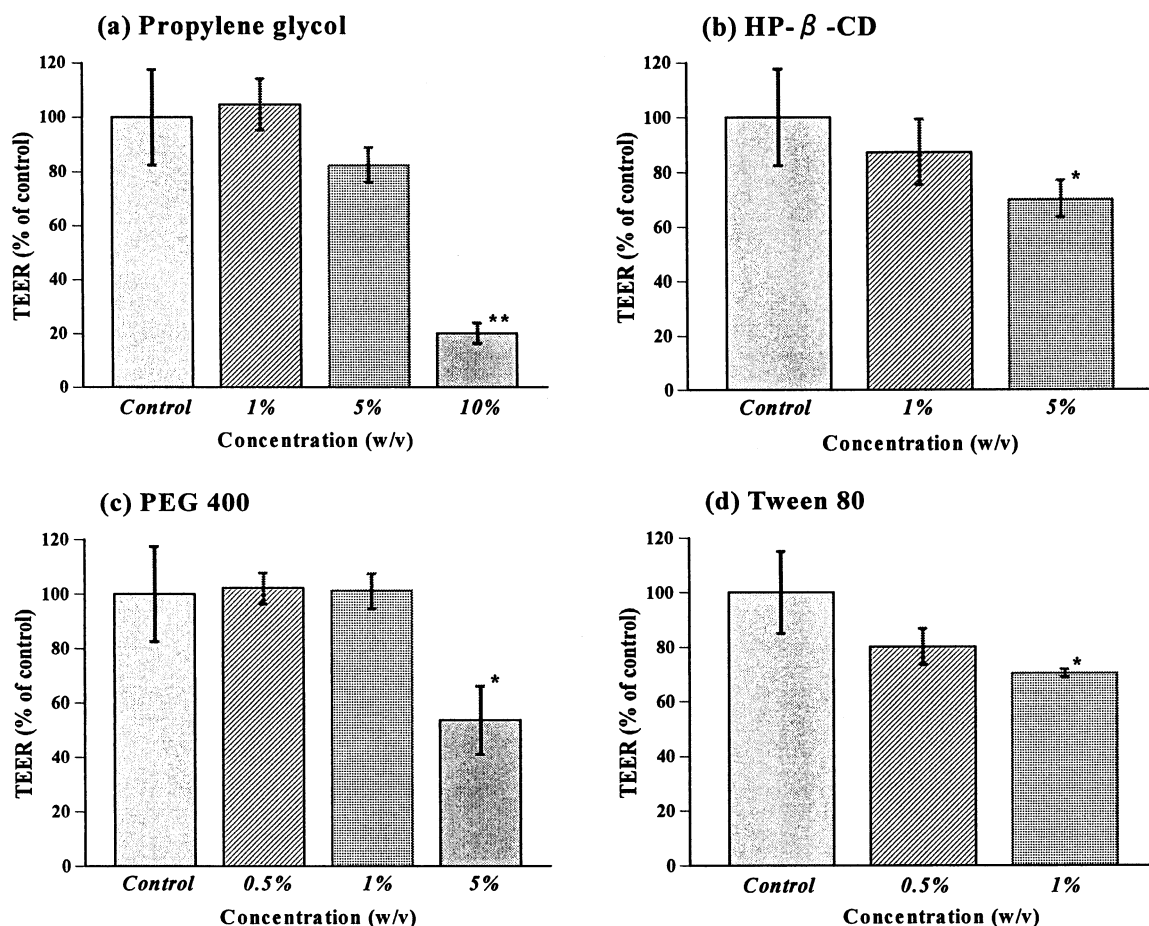 (a) Propylene glycol
TEER (% of control)
120
100
80
60
40
20
0
**
Control 1% 5% 10%
Concentration (w/v)
(b) HP-β-CD
TEER (% of control)
120
100
80
60
40
20
0
*
Control 1% 5%
Concentration (w/v)
(c) PEG 400
TEER (% of control)
120
100
80
60
40
20
0
*
Control 0.5% 1% 5%
Concentration (w/v)
(d) Tween 80
TEER (% of control)
120
100
80
60
40
20
0
*
Control 0.5% 1%
Concentration (w/v)